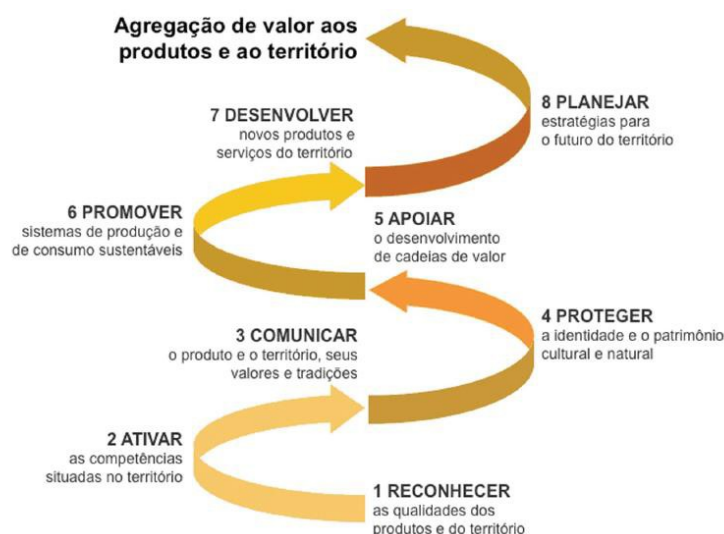 Agregação de valor aos
produtos e ao território
8 PLANEJAR
estratégias para
o futuro do território
7 DESENVOLVER
novos produtos e
serviços do território
6 PROMOVER
sistemas de produção e
de consumo sustentáveis
5 APOIAR
o desenvolvimento
de cadeias de valor
4 PROTEGER
a identidade e o patrimônio
cultural e natural
3 COMUNICAR
o produto e o território, seus
valores e tradições
2 ATIVAR
as competências
situadas no território
1 RECONHECER
as qualidades dos
produtos e do território